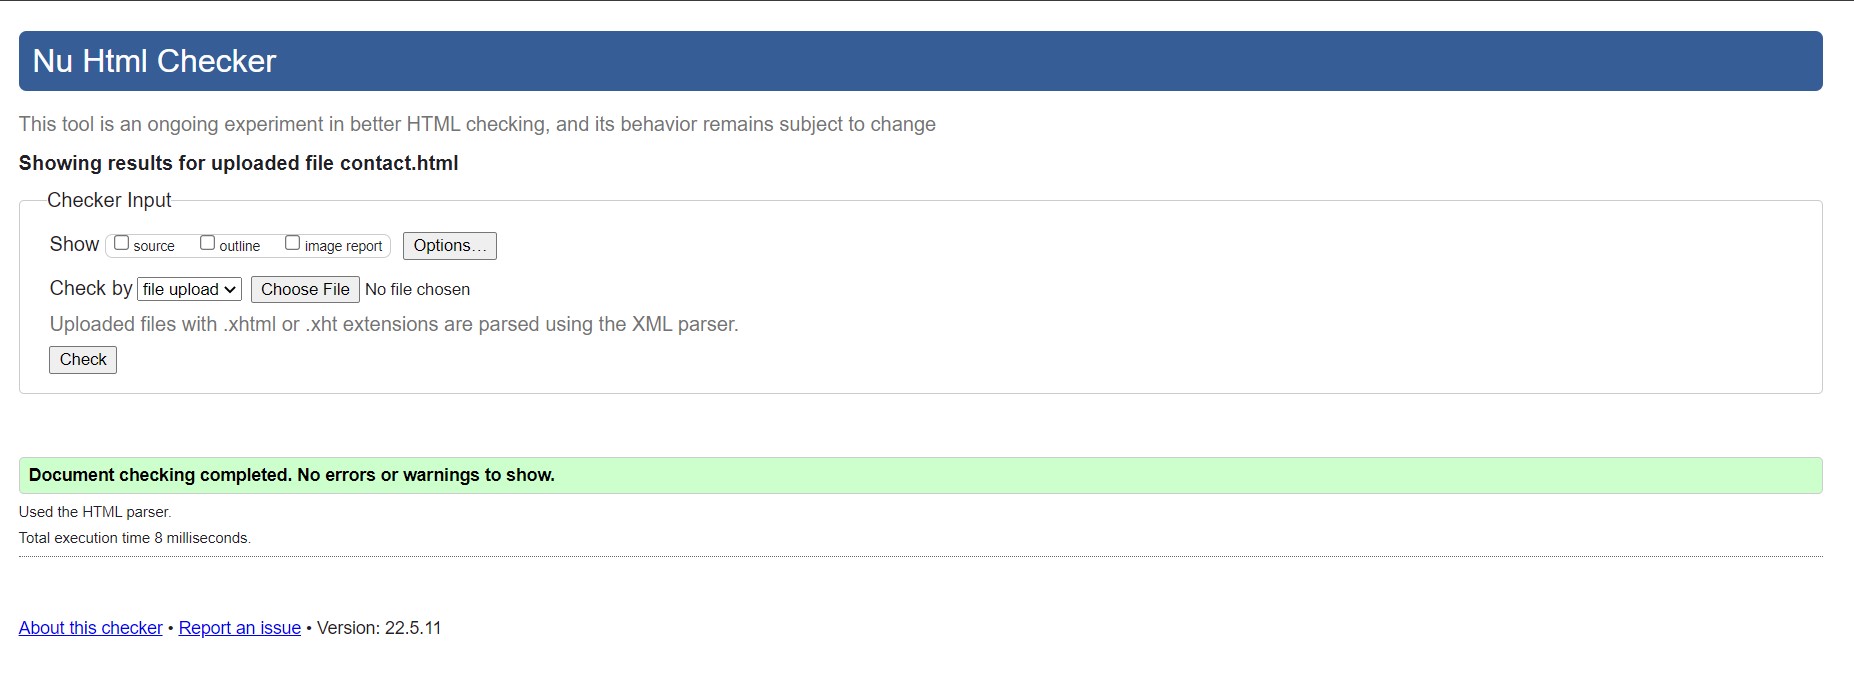 Nu Html Checker
This tool is an ongoing experiment in better HTML checking, and its behavior remains subject to change
Showing results for uploaded file contact.html
Checker Input
Show source outline image report Options…
Check by file upload Choose File No file chosen
Uploaded files with .xhtml or .xht extensions are parsed using the XML parser.
Check
Document checking completed. No errors or warnings to show.
Used the HTML parser.
Total execution time 8 milliseconds.
About this checker • Report an issue • Version: 22.5.11